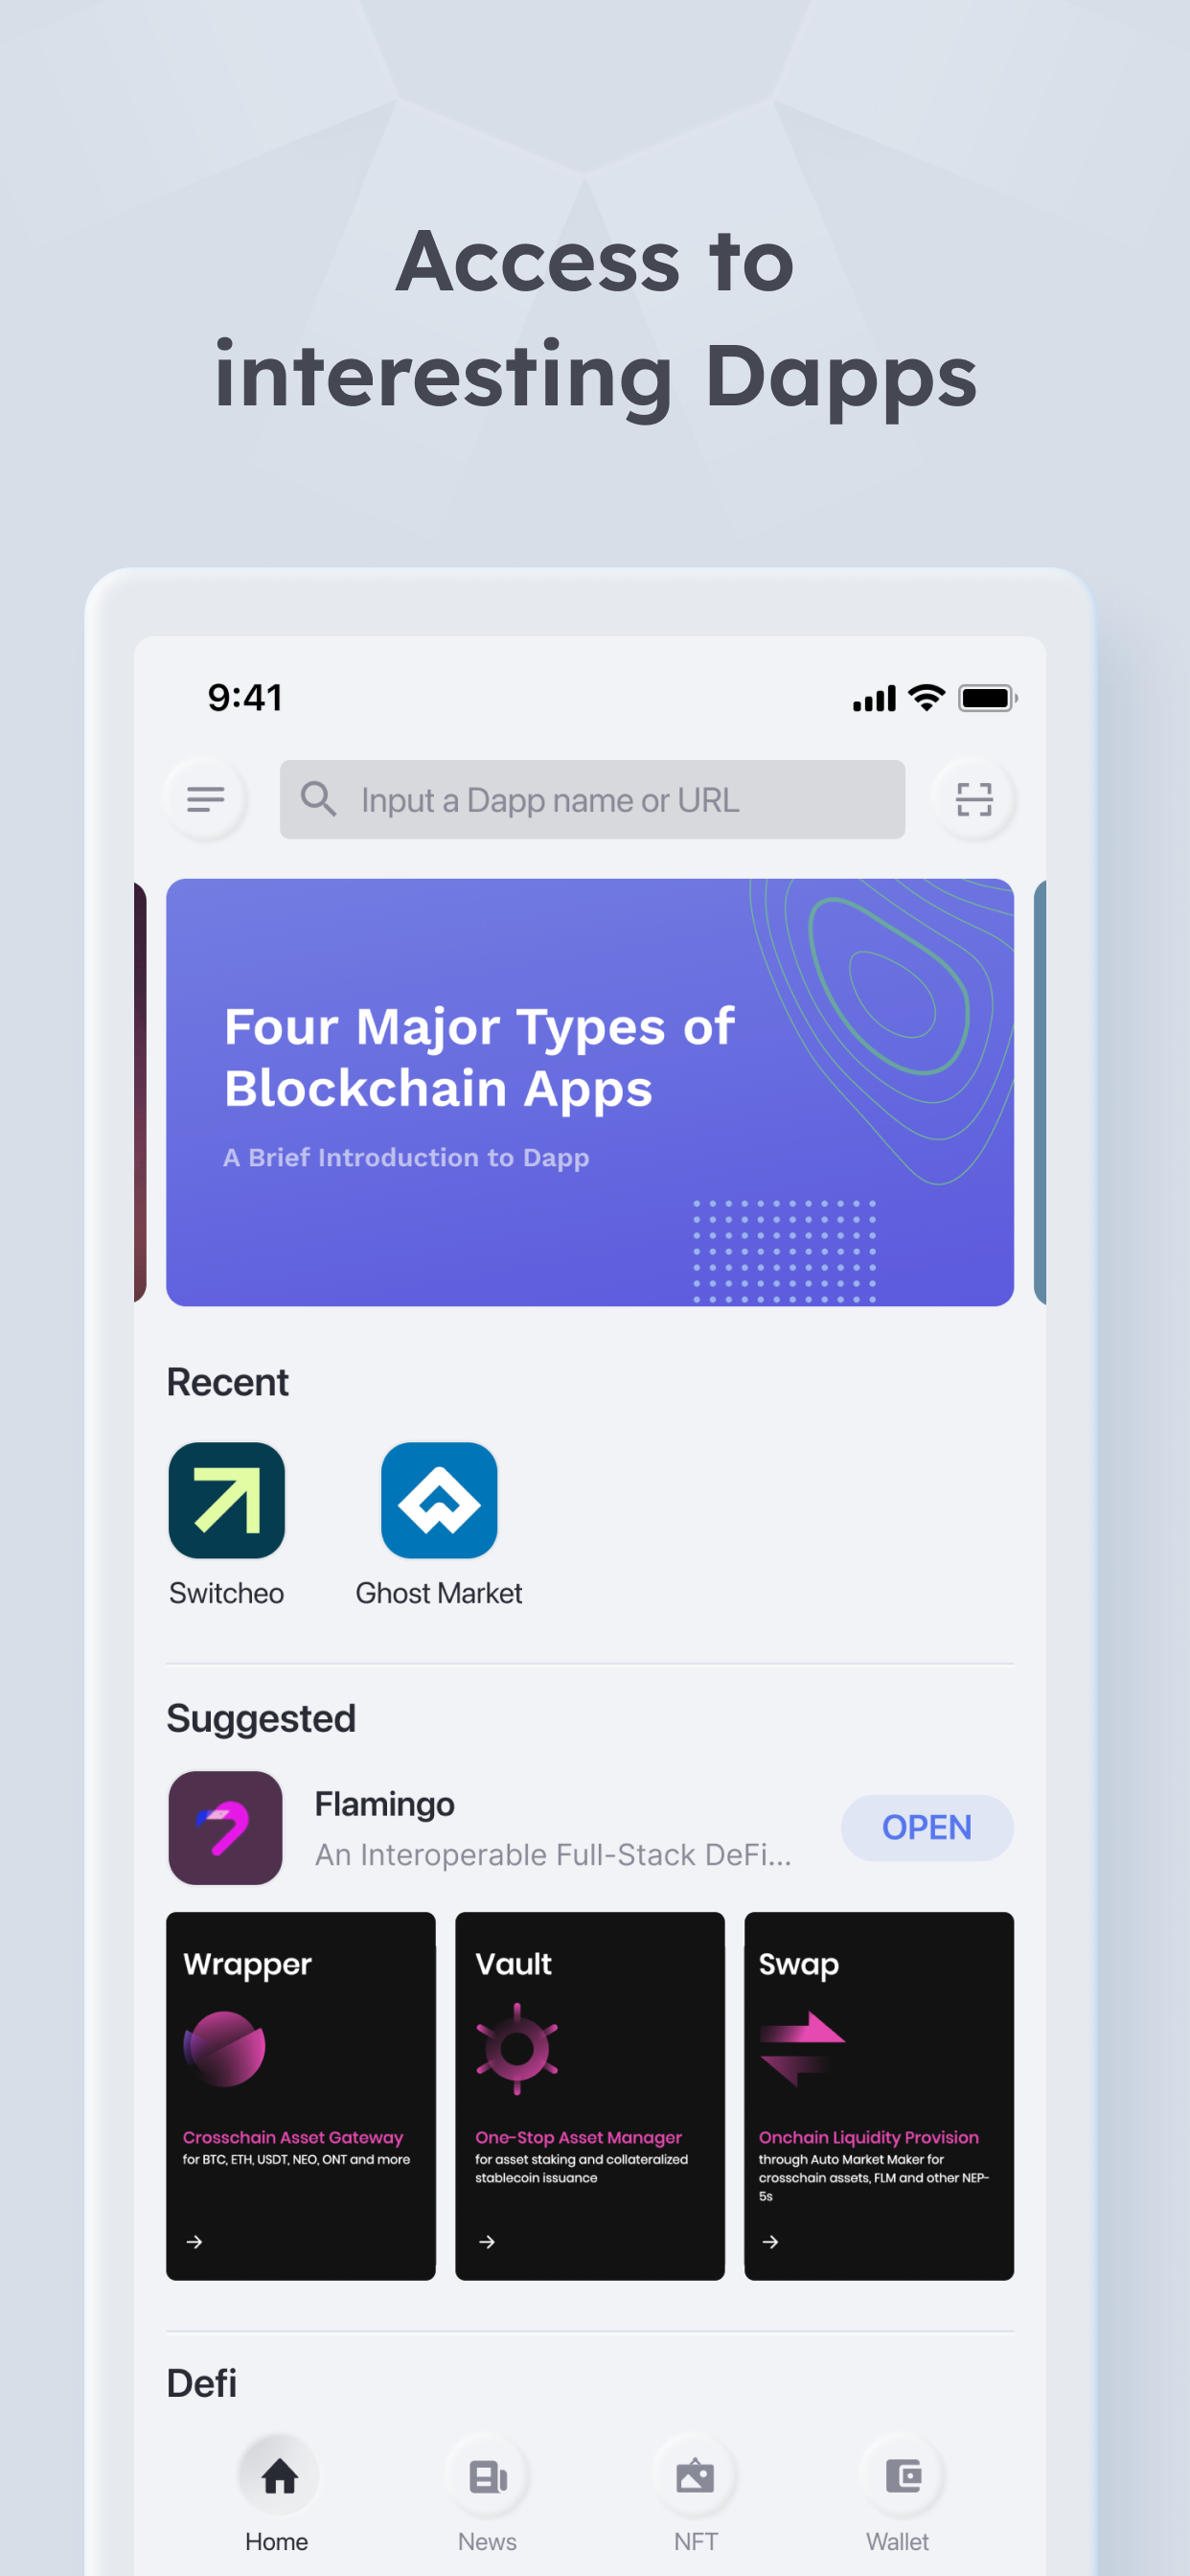 Access to
interesting Dapps
9:41
Input a Dapp name or URL
Four Major Types of
Blockchain Apps
A Brief Introduction to Dapp
Recent
Switcheo
Ghost Market
Suggested
Flamingo
An Interoperable Full-Stack DeFi...
OPEN
Wrapper
Crosschain Asset Gateway
for BTC, ETH, USDT, NEO, ONT and more
Vault
One-Stop Asset Manager
for asset staking and collateralized
stablecoin issuance
Swap
Onchain Liquidity Provision
through Auto Market Maker for
crosschain assets, FLM and other NEP-
5s
Defi
Home
News
NFT
Wallet